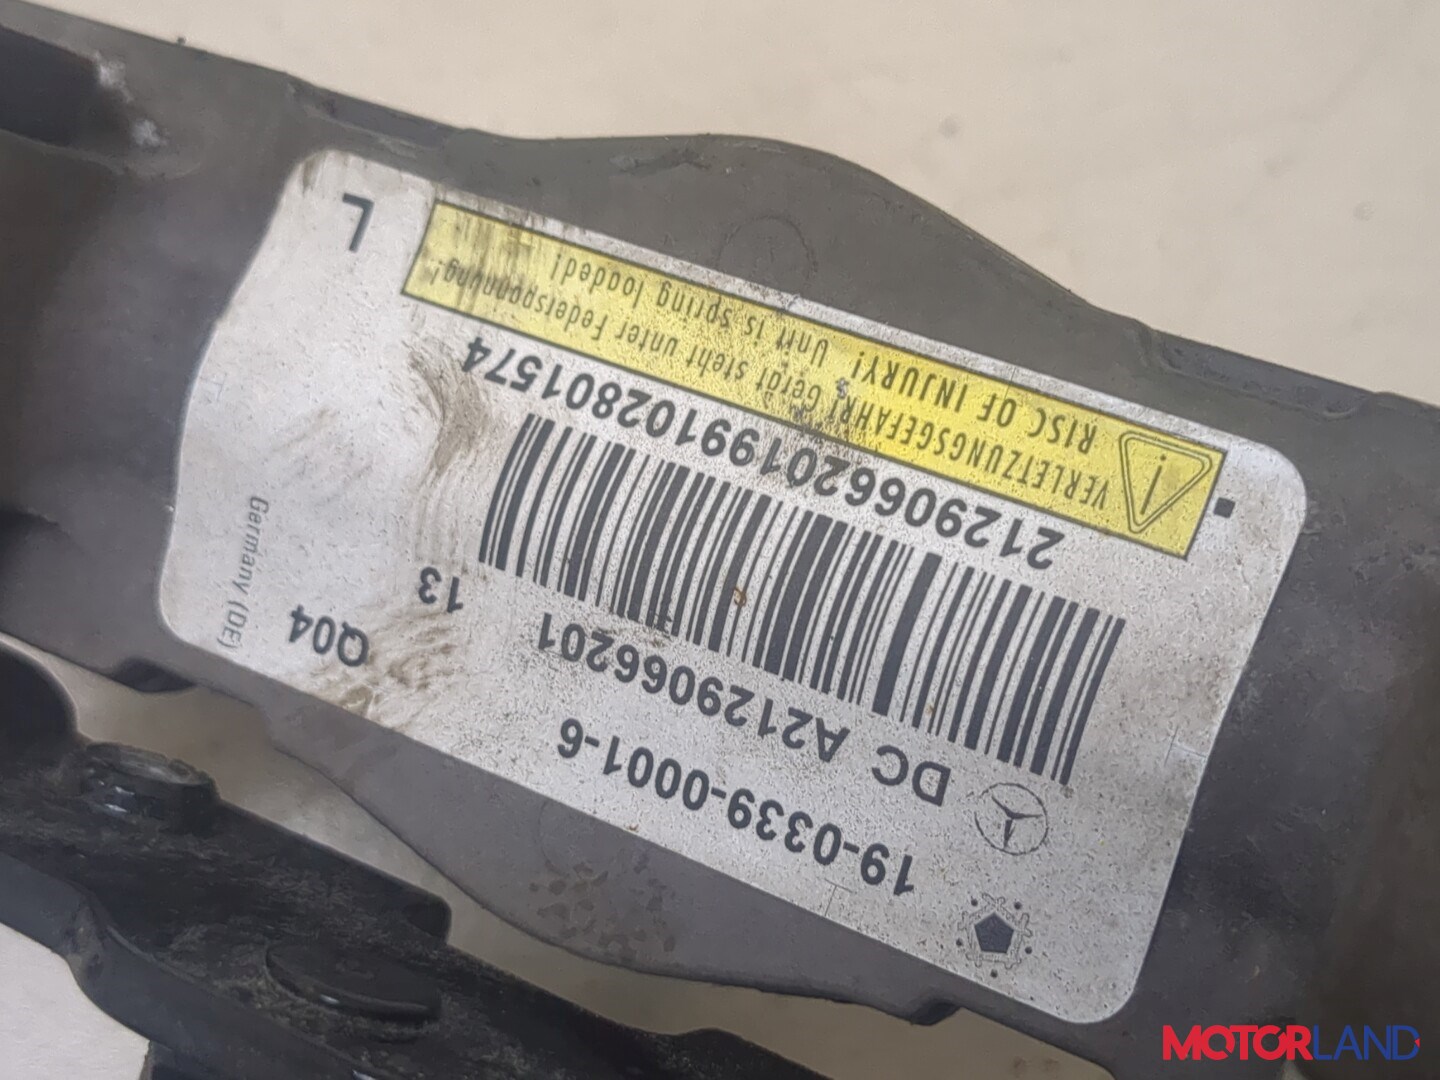 19-0339-0001-6
DC A2129066201
13
Q04
Germany (DE)
212906620199102801574
VERLETZUNGSGEFAHR! Gerät steht unter Federspannung!
RISC OF INJURY! Unit is spring loaded!
L
MOTORLAND